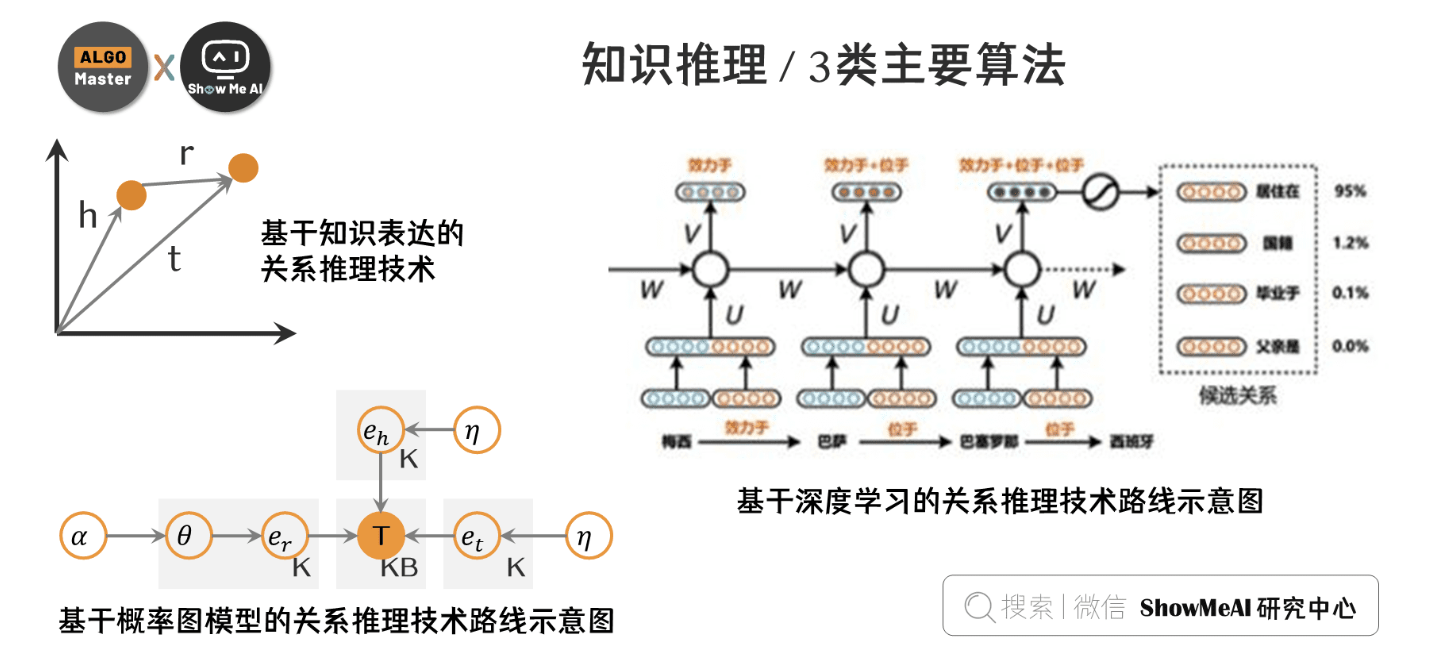 ALGO
Master
X
Show Me AI
知识推理 / 3类主要算法
r
h
t
基于知识表达的
关系推理技术
效力于
效力于+位于
效力于+位于+位于
V
V
V
W
W
W
W
U
U
U
居住在 95%
国籍 1.2%
毕业于 0.1%
父亲是 0.0%
候选关系
梅西 效力于 巴萨 位于 巴塞罗那 位于 西班牙
基于深度学习的关系推理技术路线示意图
e_h
η
K
α
θ
e_r
T
e_t
η
K
KB
K
基于概率图模型的关系推理技术路线示意图
搜索 | 微信 ShowMeAI 研究中心